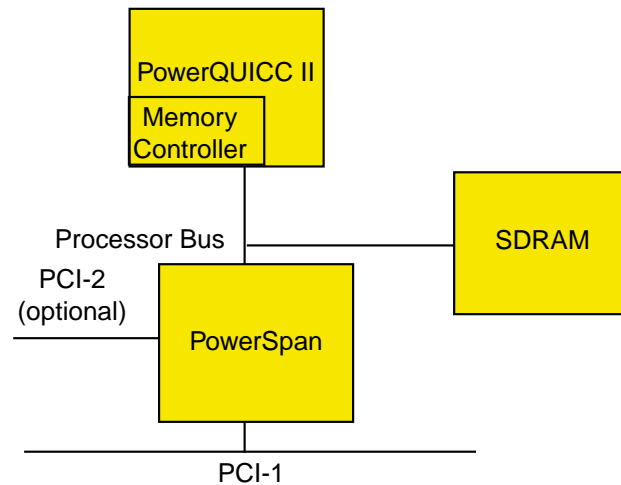 PowerQUICC II
Memory
Controller
Processor Bus
SDRAM
PCI-2
(optional)
PowerSpan
PCI-1